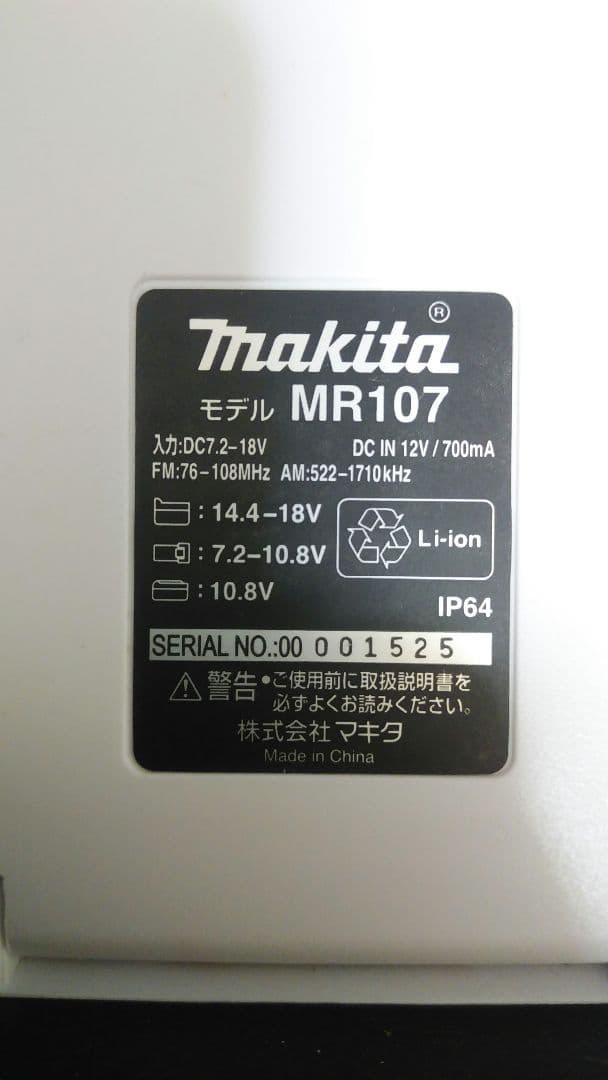 makita®
モデル MR107
入力:DC7.2-18V DC IN 12V/700mA
FM:76-108MHz AM:522-1710kHz
:14.4-18V
Li-ion
:7.2-10.8V
:10.8V
IP64
SERIAL NO.:00 001525
警告 •ご使用前に取扱説明書を
必ずよくお読みください。
株式会社マキタ
Made in China